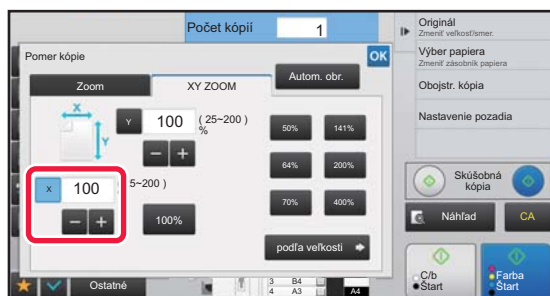 Počet kópií 1
Pomer kópie OK
Zoom XY ZOOM Autom. obr.
X Y
Y 100 ( 25~200 ) %
X 100 5~200 )
100%
50% 141%
64% 200%
70% 400%
podľa veľkosti
Ostatné
3 B4
4 A3 A4
Originál
Zmeniť veľkosť/smer.
Výber papiera
Zmeniť zásobník papiera
Obojstr. kópia
Nastavenie pozadia
Skúšobná
kópia
Náhľad CA
C/b
Štart
Farba
Štart